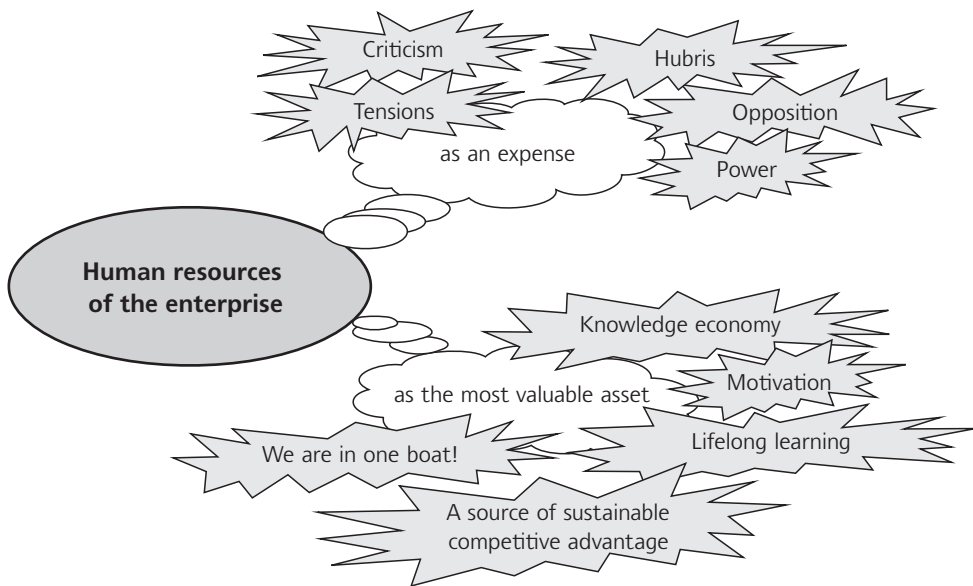 Criticism
Hubris
Tensions
Opposition
as an expense
Power
Human resources
of the enterprise
Knowledge economy
Motivation
as the most valuable asset
Lifelong learning
We are in one boat!
A source of sustainable
competitive advantage